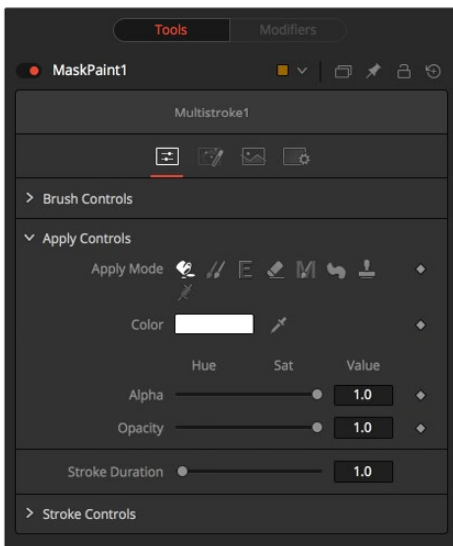 Tools Modifiers
MaskPaint1
Multistroke1
Brush Controls
Apply Controls
Apply Mode
Color
Hue Sat Value
Alpha 1.0
Opacity 1.0
Stroke Duration 1.0
Stroke Controls